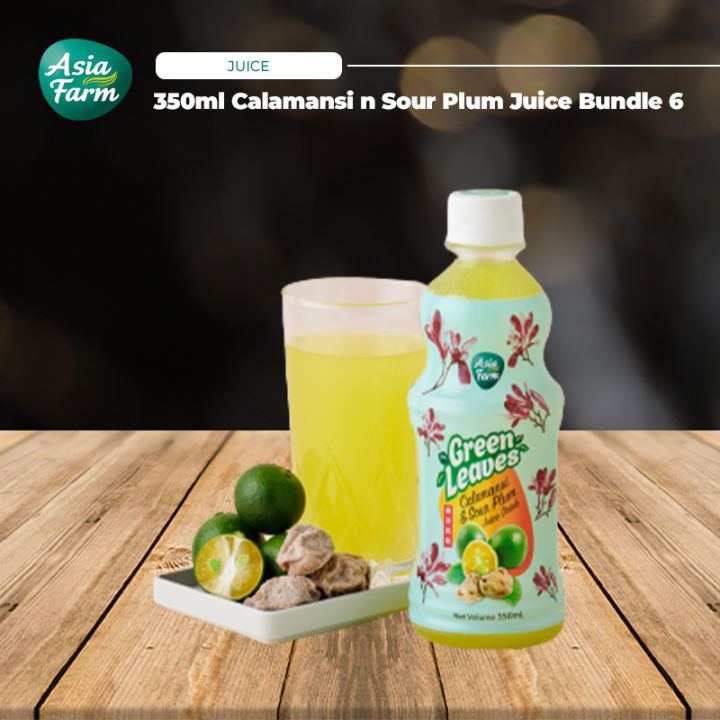 Asia
Farm
JUICE
350ml Calamansi n Sour Plum Juice Bundle 6
Asia
Farm
Green
Leaves
Calamansi
& Sour Plum
Juice Drink
Net Volume 350mL